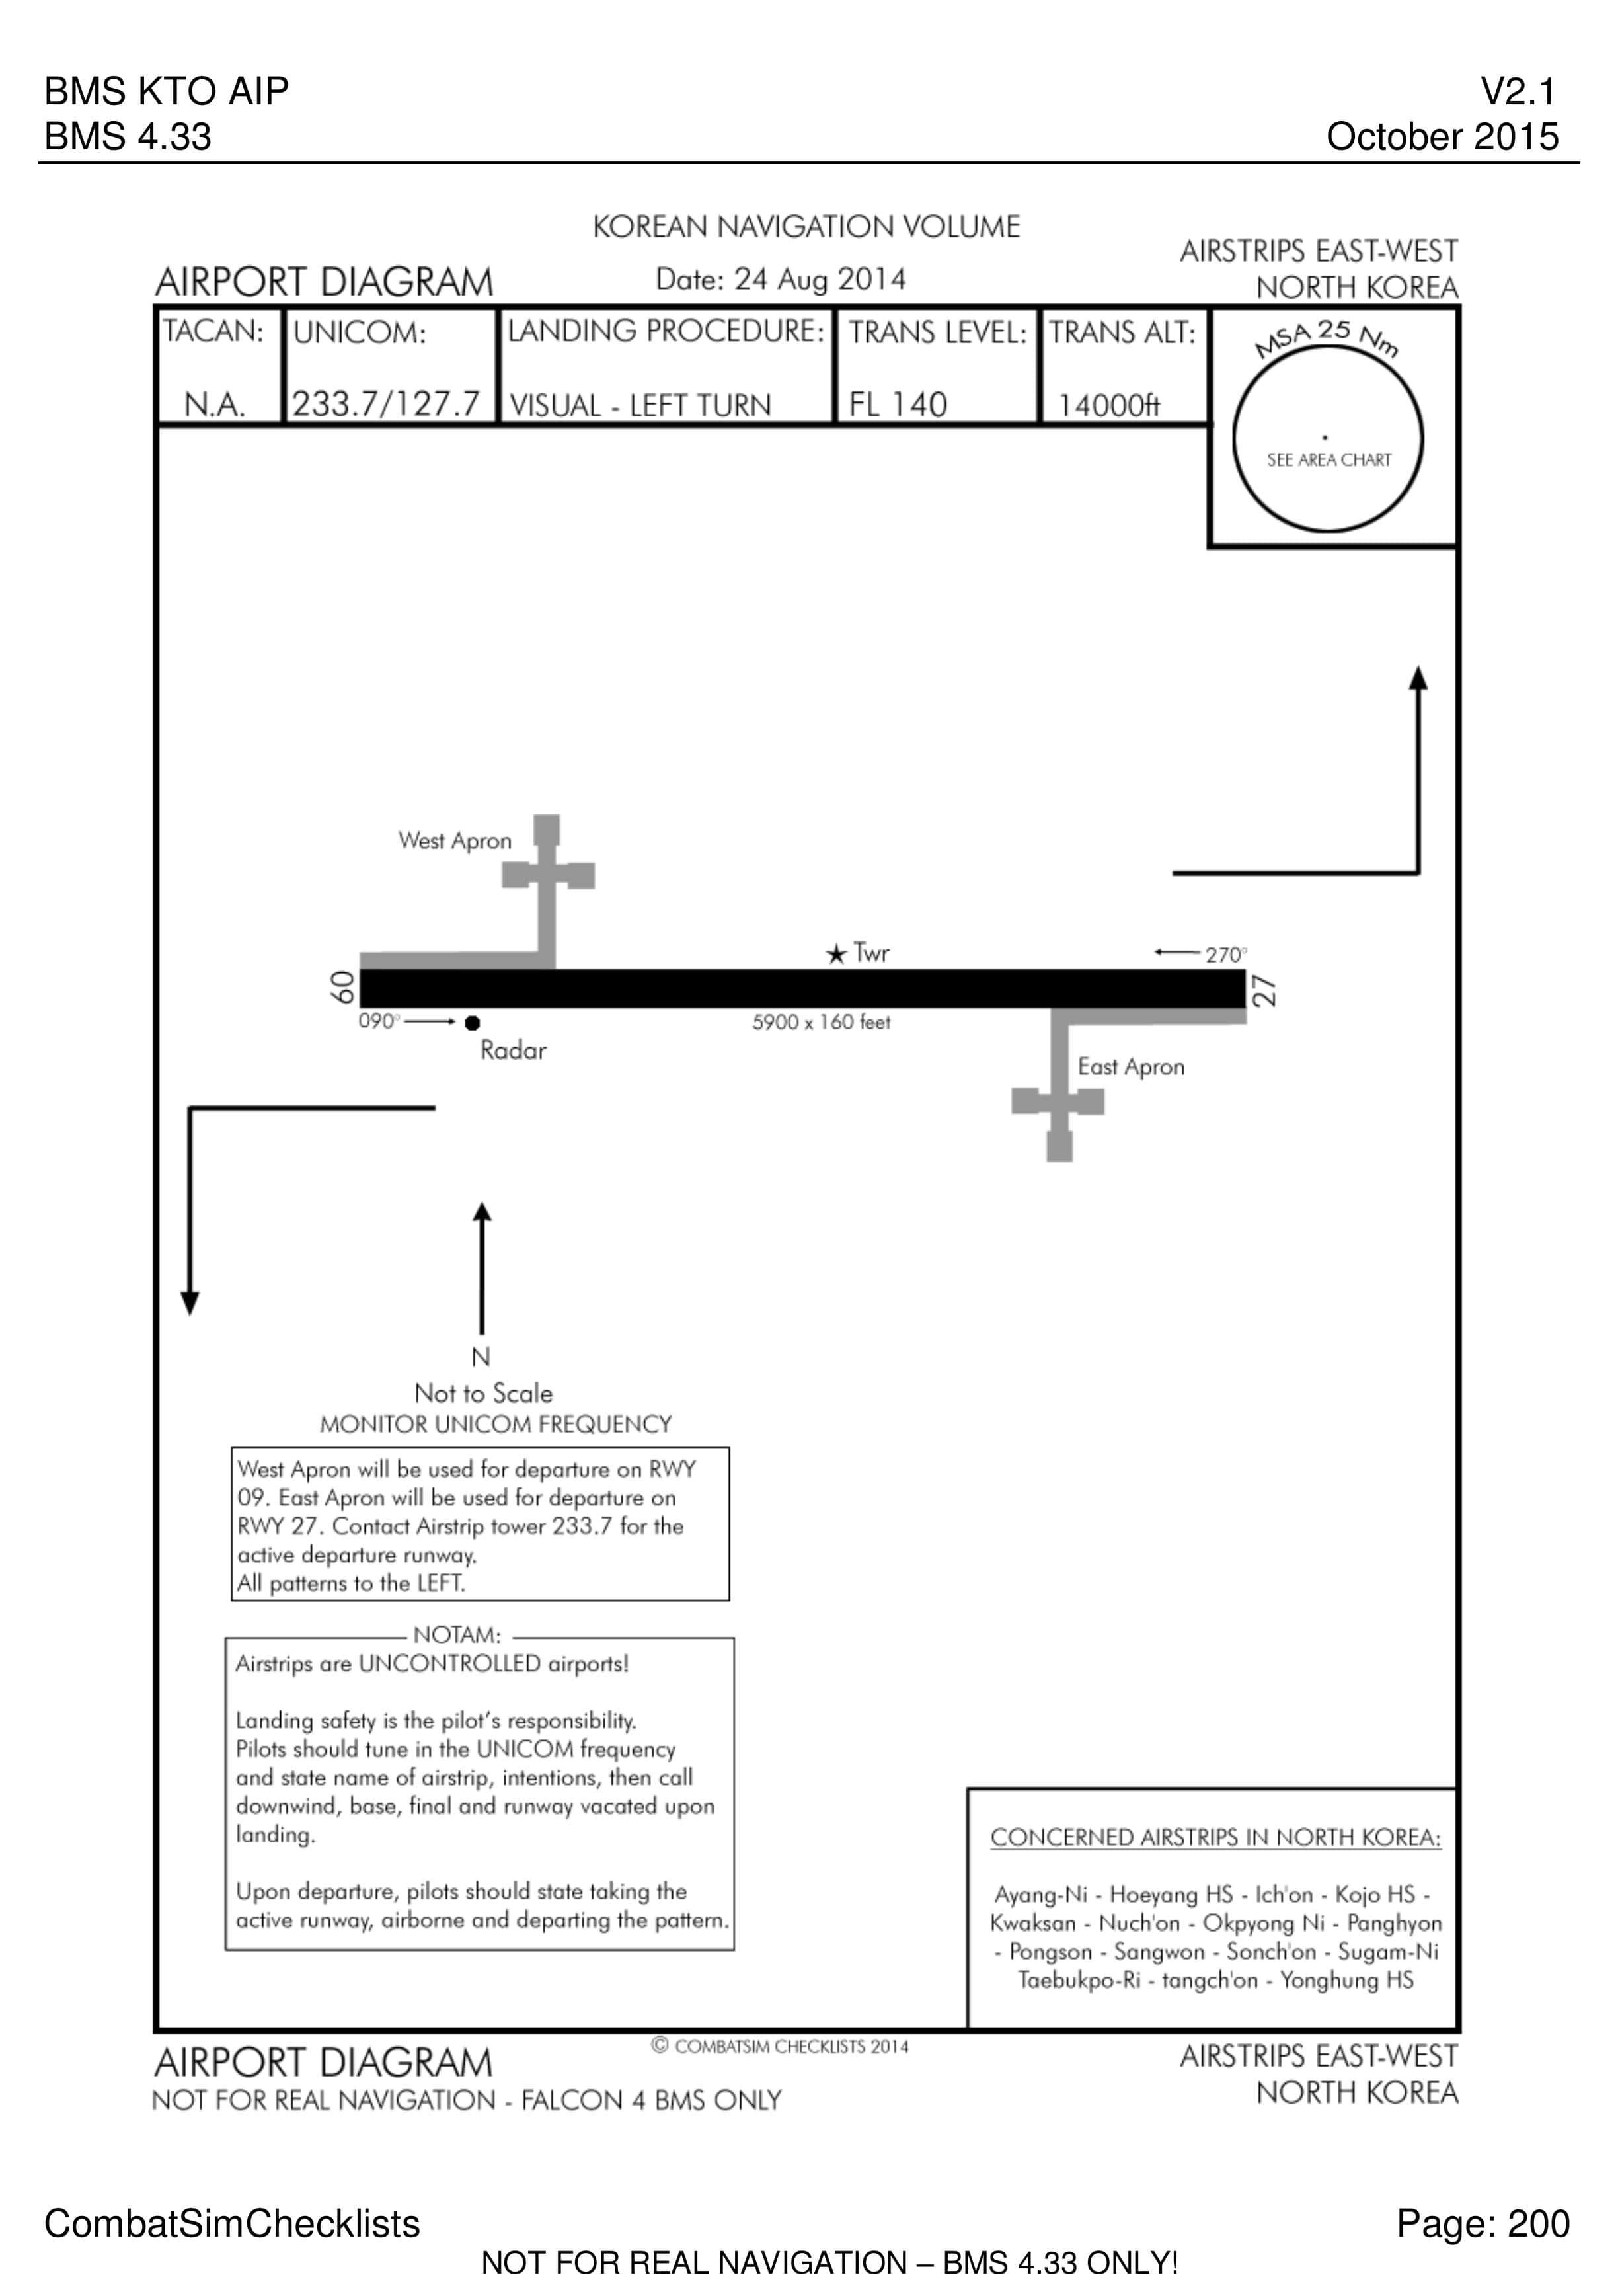 BMS KTO AIP V2.1
BMS 4.33 October 2015
KOREAN NAVIGATION VOLUME
AIRPORT DIAGRAM Date: 24 Aug 2014 AIRSTRIPS EAST-WEST
NORTH KOREA
TACAN: UNICOM: LANDING PROCEDURE: TRANS LEVEL: TRANS ALT:
N.A. 233.7/127.7 VISUAL - LEFT TURN FL 140 14000ft
MSA 25 Nm
SEE AREA CHART
West Apron
Twr
270°
09
27
090°
5900 x 160 feet
Radar
East Apron
N
Not to Scale
MONITOR UNICOM FREQUENCY
West Apron will be used for departure on RWY
09. East Apron will be used for departure on
RWY 27. Contact Airstrip tower 233.7 for the
active departure runway.
All patterns to the LEFT.
NOTAM:
Airstrips are UNCONTROLLED airports!
Landing safety is the pilot's responsibility.
Pilots should tune in the UNICOM frequency
and state name of airstrip, intentions, then call
downwind, base, final and runway vacated upon
landing.
Upon departure, pilots should state taking the
active runway, airborne and departing the pattern.
CONCERNED AIRSTRIPS IN NORTH KOREA:
Ayang-Ni - Hoeyang HS - Ich'on - Kojo HS -
Kwaksan - Nuch'on - Okpyong Ni - Panghyon
- Pongson - Sangwon - Sonch'on - Sugam-Ni
Taebukpo-Ri - tangch'on - Yonghung HS
© COMBATSIM CHECKLISTS 2014
AIRPORT DIAGRAM AIRSTRIPS EAST-WEST
NOT FOR REAL NAVIGATION - FALCON 4 BMS ONLY NORTH KOREA
CombatSimChecklists Page: 200
NOT FOR REAL NAVIGATION – BMS 4.33 ONLY!